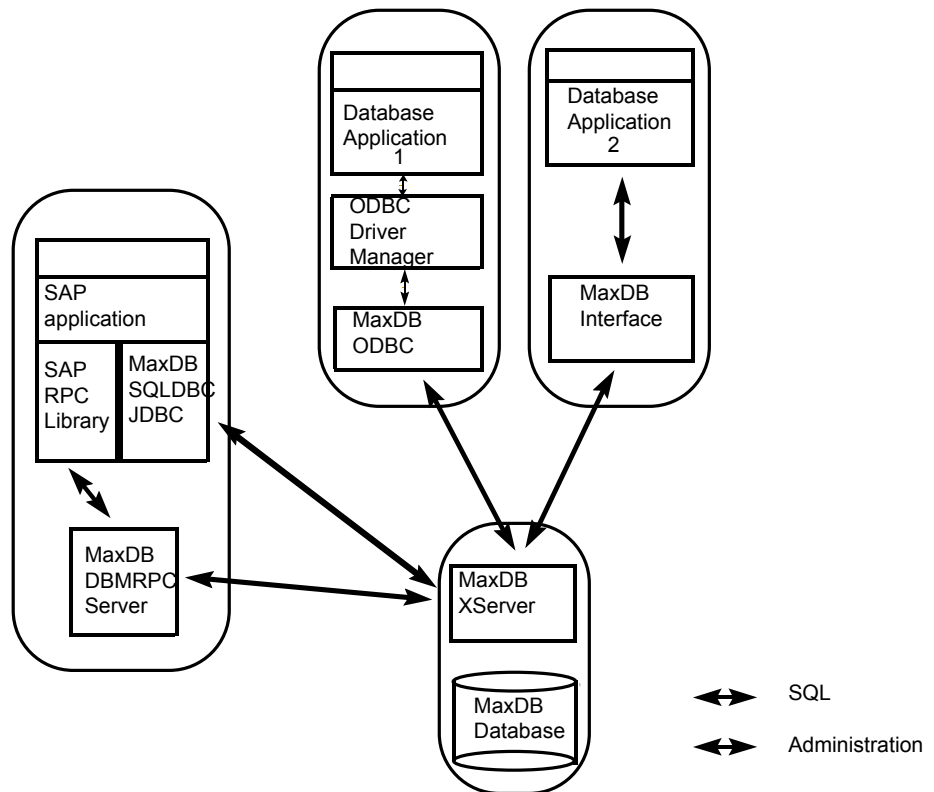 Database
Application
1
ODBC
Driver
Manager
MaxDB
ODBC
Database
Application
2
MaxDB
Interface
SAP
application
SAP
RPC
Library
MaxDB
SQLDBC
JDBC
MaxDB
DBMRPC
Server
MaxDB
XServer
MaxDB
Database
SQL
Administration